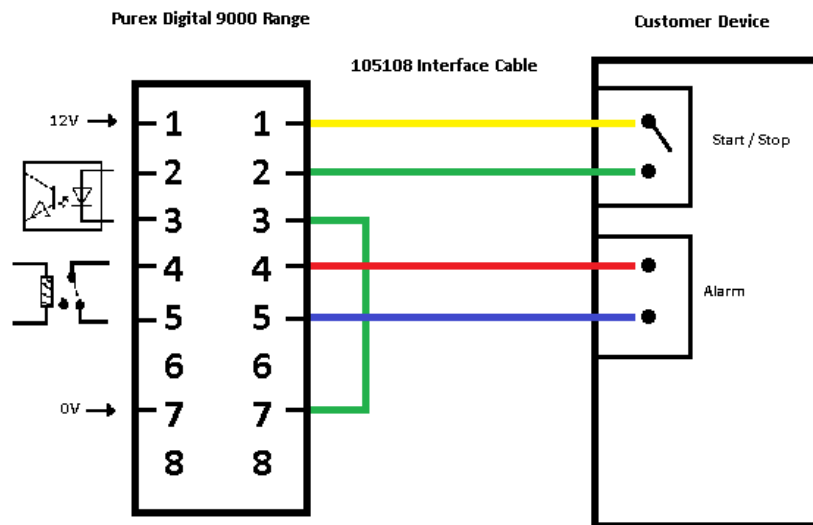 Purex Digital 9000 Range
Customer Device
105108 Interface Cable
12V
1 1
Start / Stop
2 2
3 3
4 4
Alarm
5 5
6 6
0V
7 7
8 8